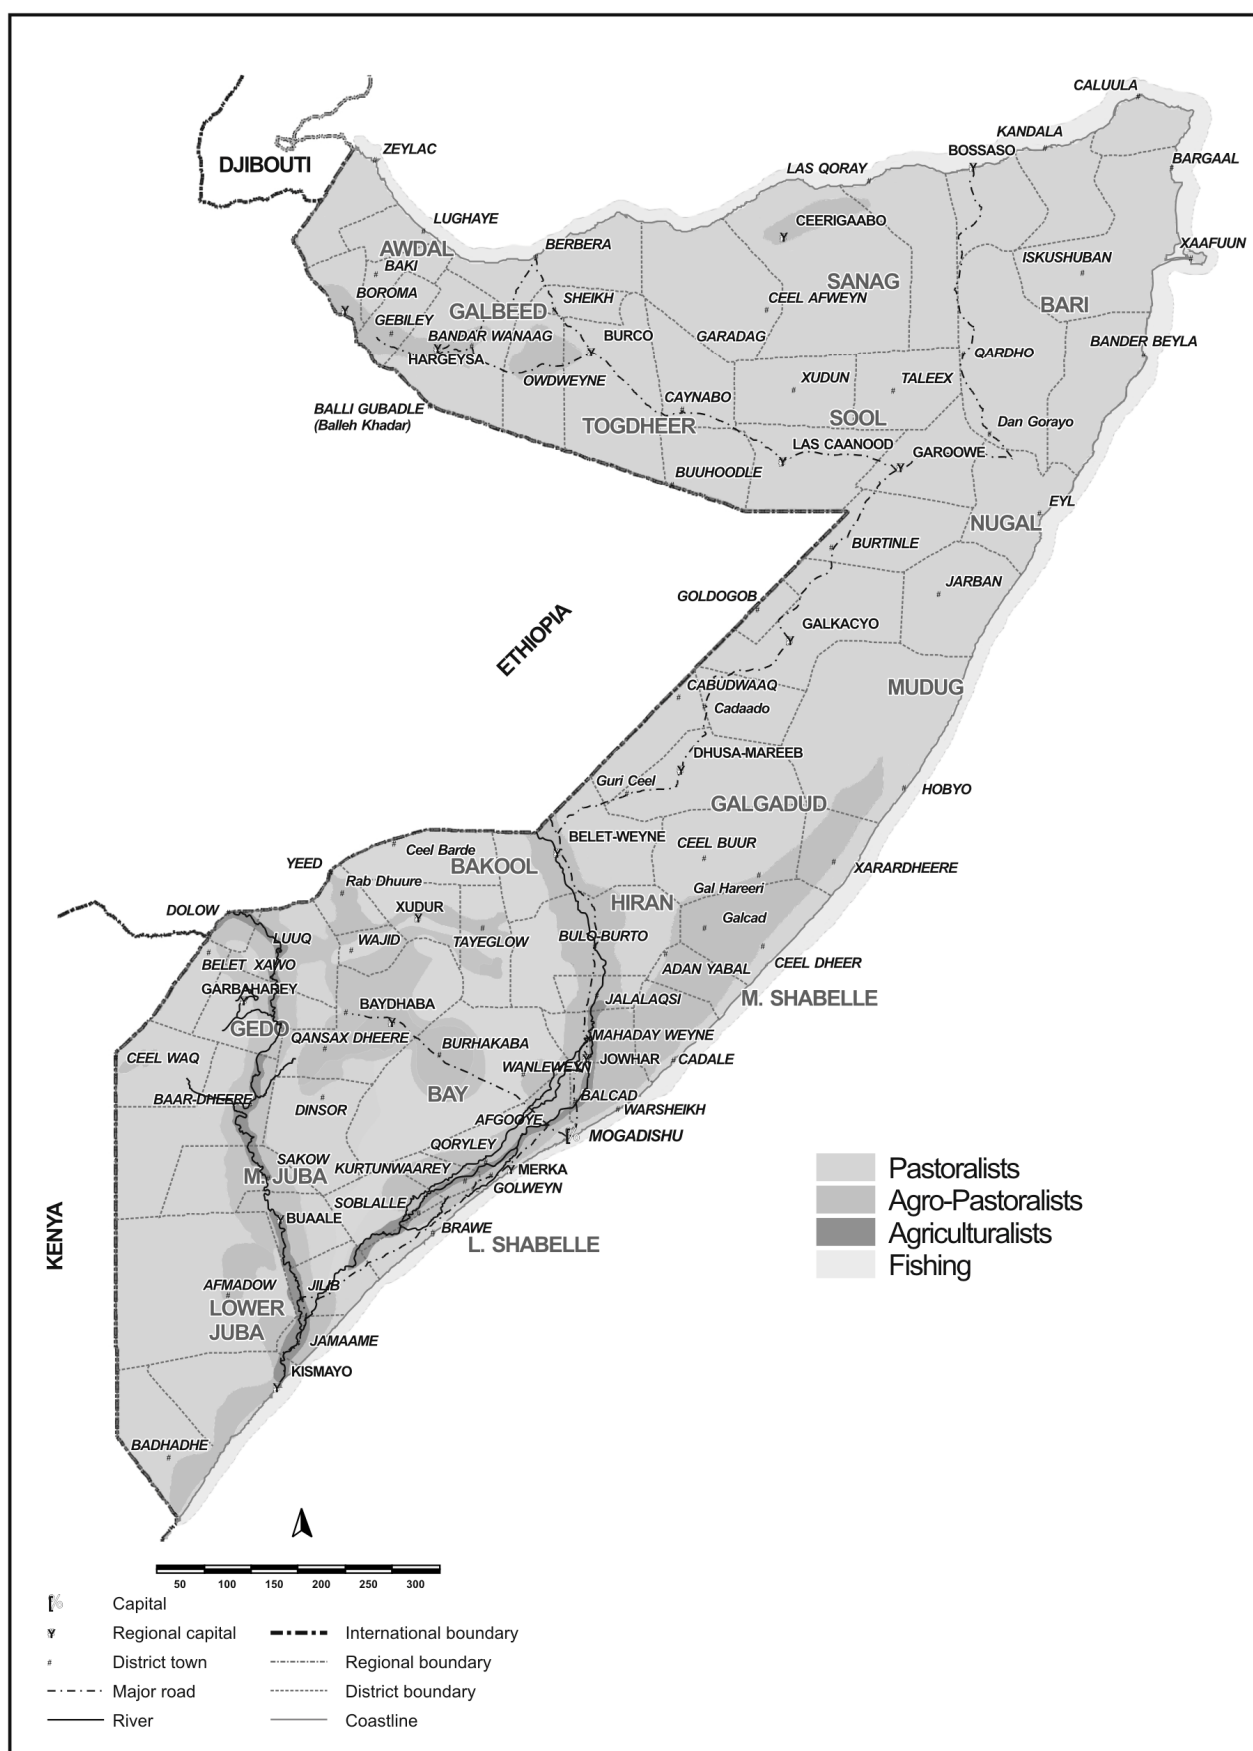 CALUULA
KANDALA
BOSSASO
ZEYLAC
DJIBOUTI
LAS QORAY
BARGAAL
LUGHAYE
CEERIGAABO
BERBERA
XAAFUUN
AWDAL
ISKUSHUBAN
BAKI
SANAG
BOROMA
SHEIKH
CEEL AFWEYN
BARI
GALBEED
GEBILEY
BANDAR WANAAG
BURCO
GARADAG
BANDER BEYLA
HARGEYSA
QARDHO
OWDWEYNE
XUDUN
TALEEX
CAYNABO
BALLI GUBADLE
(Balleh Khadar)
TOGDHEER
SOOL
Dan Gorayo
LAS CAANOOD
GAROOWE
BUUHOODLE
EYL
NUGAL
BURTINLE
JARBAN
GOLDOGOB
GALKACYO
ETHIOPIA
CABUDWAAQ
MUDUG
Cadaado
DHUSA-MAREEB
Guri Ceel
HOBYO
GALGADUD
BELET-WEYNE
CEEL BUUR
Ceel Barde
YEED
BAKOOL
XARARDHEERE
Rab Dhuure
Gal Hareeri
XUDUR
HIRAN
DOLOW
Galcad
LUUQ
WAJID
TAYEGLOW
BULO-BURTO
BELET XAWO
ADAN YABAL
CEEL DHEER
GARBAHAREY
BAYDHABA
JALALAQSI
M. SHABELLE
GEDO
QANSAX DHEERE
BURHAKABA
MAHADAY WEYNE
CEEL WAQ
WANLEWEYN
JOWHAR
CADALE
BAAR-DHEERE
BAY
BALCAD
DINSOR
WARSHEIKH
AFGOOYE
MOGADISHU
QORYLEY
SAKOW
KURTUNWAAREY
MERKA
M. JUBA
GOLWEYN
SOBLALLE
BUAALE
BRAWE
L. SHABELLE
KENYA
AFMADOW
JILIB
LOWER
JUBA
JAMAAME
KISMAYO
BADHADHE
Pastoralists
Agro-Pastoralists
Agriculturalists
Fishing
50 100 150 200 250 300
Capital
Regional capital
International boundary
District town
Regional boundary
Major road
District boundary
River
Coastline